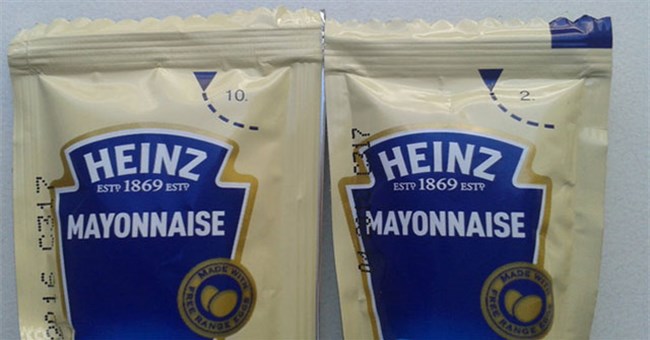 10.
HEINZ
ESTD 1869 ESTD
MAYONNAISE
MADE WITH
FREE RANGE EGGS
C317
2.
HEINZ
ESTD 1869 ESTD
MAYONNAISE
MADE WITH
FREE RANGE EGGS